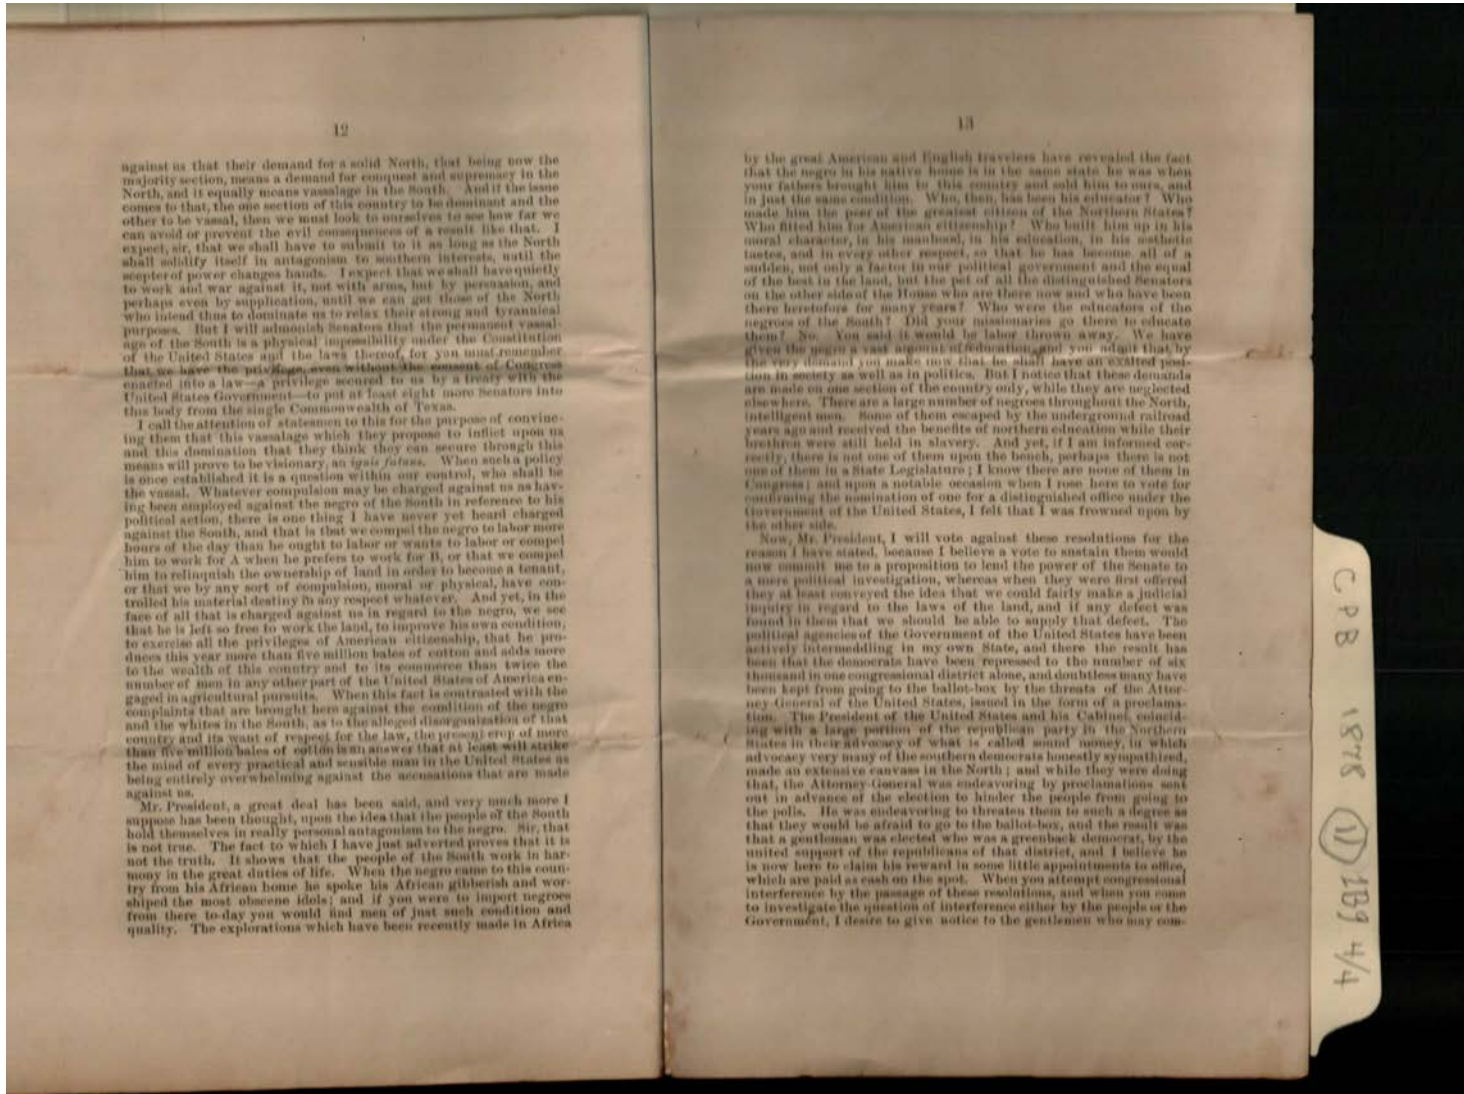 12
against us that their demand for a solid North, that being now the
majority section, means a demand for conquest and supremacy in the
North, and it equally means vassalage in the South. And if the issue
comes to that, the one section of this country to be dominant and the
other to be vassal, then we must look to ourselves to see how far we
can avoid or prevent the evil consequences of a result like that. I
expect, sir, that we shall have to submit to it as long as the North
shall solidify itself in antagonism to southern interests, until the
scepter of power changes hands. I expect that we shall have quietly
to work and war against it, not with arms, but by persuasion, and
perhaps even by supplication, until we can get those of the North
who intend thus to dominate us to relax their strong and tyrannical
purposes. But I will admonish Senators that the permanent vassal-
age of the South is a physical impossibility under the Constitution
of the United States and the laws thereof, for you must remember
that we have the privilege, even without the consent of Congress
enacted into a law—a privilege secured to us by a treaty with the
United States Government—to put at least eight more Senators into
this body from the single Commonwealth of Texas.
I call the attention of statesmen to this for the purpose of convinc-
ing them that this vassalage which they propose to inflict upon us
and this domination that they think they can secure through this
means will prove to be visionary, an ignis fatuus. When such a policy
is once established it is a question within our control, who shall be
the vassal. Whatever compulsion may be charged against us as hav-
ing been employed against the negro of the South in reference to his
political action, there is one thing I have never yet heard charged
against the South, and that is that we compel the negro to labor more
hours of the day than he ought to labor or wants to labor or compel
him to work for A when he prefers to work for B, or that we compel
him to relinquish the ownership of land in order to become a tenant,
or that we by any sort of compulsion, moral or physical, have con-
trolled his material destiny in any respect whatever. And yet, in the
face of all that is charged against us in regard to the negro, we see
that he is left so free to work the land, to improve his own condition,
to exercise all the privileges of American citizenship, that he pro-
duces this year more than five million bales of cotton and adds more
to the wealth of this country and to its commerce than twice the
number of men in any other part of the United States of America en-
gaged in agricultural pursuits. When this fact is contrasted with the
complaints that are brought here against the condition of the negro
and the whites in the South, as to the alleged disorganization of that
country and its want of respect for the law, the present crop of more
than five million bales of cotton is an answer that at least will strike
the mind of every practical and sensible man in the United States as
being entirely overwhelming against the accusations that are made
against us.
Mr. President, a great deal has been said, and very much more I
suppose has been thought, upon the idea that the people of the South
hold themselves in really personal antagonism to the negro. Sir, that
is not true. The fact to which I have just adverted proves that it is
not the truth. It shows that the people of the South work in har-
mony in the great duties of life. When the negro came to this coun-
try from his African home he spoke his African gibberish and wor-
shiped the most obscene idols; and if you were to import negroes
from there to-day you would find men of just such condition and
quality. The explorations which have been recently made in Africa
13
by the great American and English travelers have revealed the fact
that the negro in his native home is in the same state he was when
your fathers brought him to this country and sold him to ours, and
in just the same condition. Who, then, has been his educator? Who
made him the peer of the greatest citizen of the Northern States?
Who fitted him for American citizenship? Who built him up in his
moral character, in his manhood, in his education, in his æsthetic
tastes, and in every other respect, so that he has become all of a
sudden, not only a factor in our political government and the equal
of the best in the land, but the pet of all the distinguished Senators
on the other side of the House who are there now and who have been
there heretofore for many years? Who were the educators of the
negroes of the South? Did your missionaries go there to educate
them? No. You said it would be labor thrown away. We have
given the negro a vast amount of education, and you admit that by
the very demand you make now that he shall have an exalted posi-
tion in society as well as in politics. But I notice that these demands
are made on one section of the country only, while they are neglected
elsewhere. There are a large number of negroes throughout the North,
intelligent men. Some of them escaped by the underground railroad
years ago and received the benefits of northern education while their
brethren were still held in slavery. And yet, if I am informed cor-
rectly, there is not one of them upon the bench, perhaps there is not
one of them in a State Legislature; I know there are none of them in
Congress; and upon a notable occasion when I rose here to vote for
confirming the nomination of one for a distinguished office under the
Government of the United States, I felt that I was frowned upon by
the other side.
Now, Mr. President, I will vote against these resolutions for the
reason I have stated, because I believe a vote to sustain them would
now commit me to a proposition to lend the power of the Senate to
a mere political investigation, whereas when they were first offered
they at least conveyed the idea that we could fairly make a judicial
inquiry in regard to the laws of the land, and if any defect was
found in them that we should be able to supply that defect. The
political agencies of the Government of the United States have been
actively intermeddling in my own State, and there the result has
been that the democrats have been repressed to the number of six
thousand in one congressional district alone, and doubtless many have
been kept from going to the ballot-box by the threats of the Attor-
ney-General of the United States, issued in the form of a proclama-
tion. The President of the United States and his Cabinet, coincid-
ing with a large portion of the republican party in the Northern
States in their advocacy of what is called sound money, in which
advocacy very many of the southern democrats honestly sympathized,
made an extensive canvass in the North; and while they were doing
that, the Attorney-General was endeavoring by proclamations sent
out in advance of the election to hinder the people from going to
the polls. He was endeavoring to threaten them to such a degree as
that they would be afraid to go to the ballot-box, and the result was
that a gentleman was elected who was a greenback democrat, by the
united support of the republicans of that district, and I believe he
is now here to claim his reward in some little appointments to office,
which are paid as cash on the spot. When you attempt congressional
interference by the passage of these resolutions, and when you come
to investigate the question of interference either by the people or the
Government, I desire to give notice to the gentlemen who may com-
CPB 1878 (11) 2B9 4/4